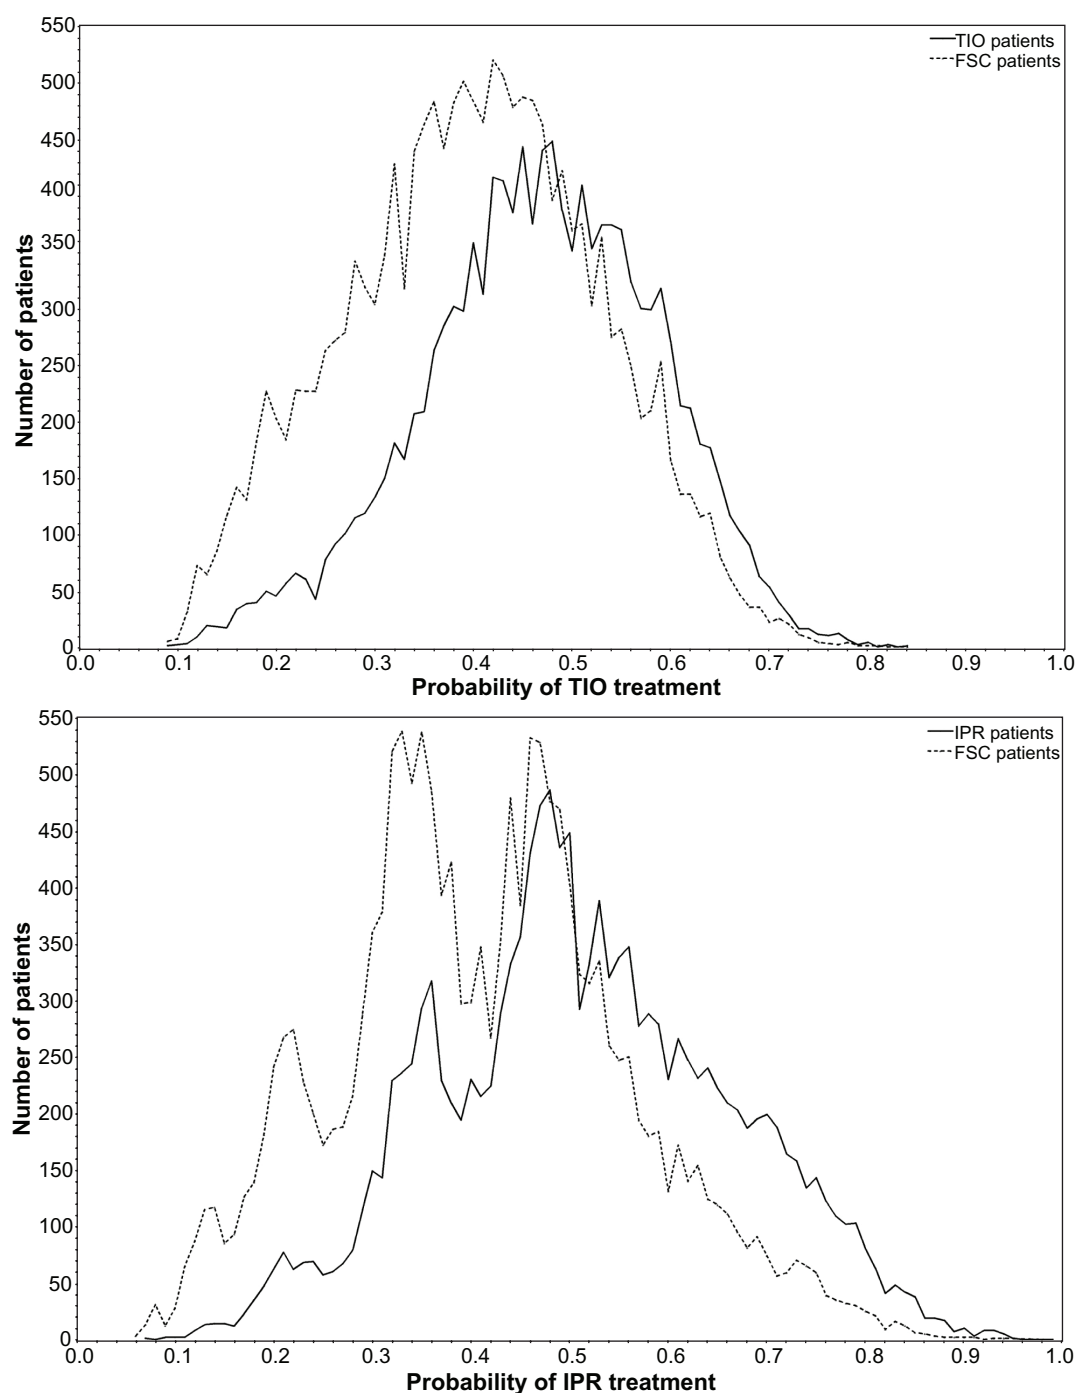 550
500
450
400
350
300
250
200
150
100
50
0
Number of patients
TIO patients
FSC patients
0.0 0.1 0.2 0.3 0.4 0.5 0.6 0.7 0.8 0.9 1.0
Probability of TIO treatment
550
500
450
400
350
300
250
200
150
100
50
0
Number of patients
IPR patients
FSC patients
0.0 0.1 0.2 0.3 0.4 0.5 0.6 0.7 0.8 0.9 1.0
Probability of IPR treatment